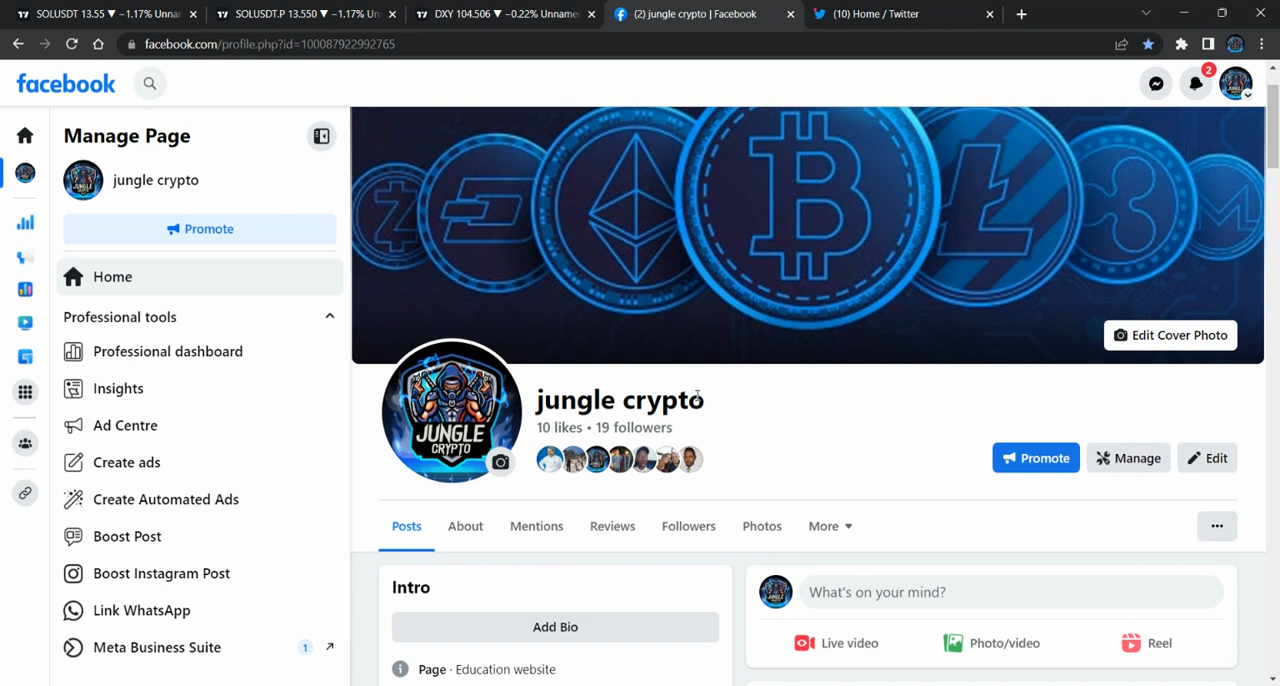 SOLUSDT 13.55 ▼ −1.17% Unnan
SOLUSDT.P 13.550 ▼ −1.17% Un
DXY 104.506 ▼ −0.22% Unname
(2) jungle crypto | Facebook
(10) Home / Twitter
facebook.com/profile.php?id=100087922992765
facebook
2
Manage Page
jungle crypto
Promote
Home
Professional tools
Professional dashboard
Insights
Ad Centre
Create ads
Create Automated Ads
Boost Post
Boost Instagram Post
Link WhatsApp
Meta Business Suite
1
Edit Cover Photo
JUNGLE
CRYPTO
jungle crypto
10 likes • 19 followers
Promote
Manage
Edit
Posts
About
Mentions
Reviews
Followers
Photos
More
Intro
Add Bio
Page · Education website
What's on your mind?
Live video
Photo/video
Reel